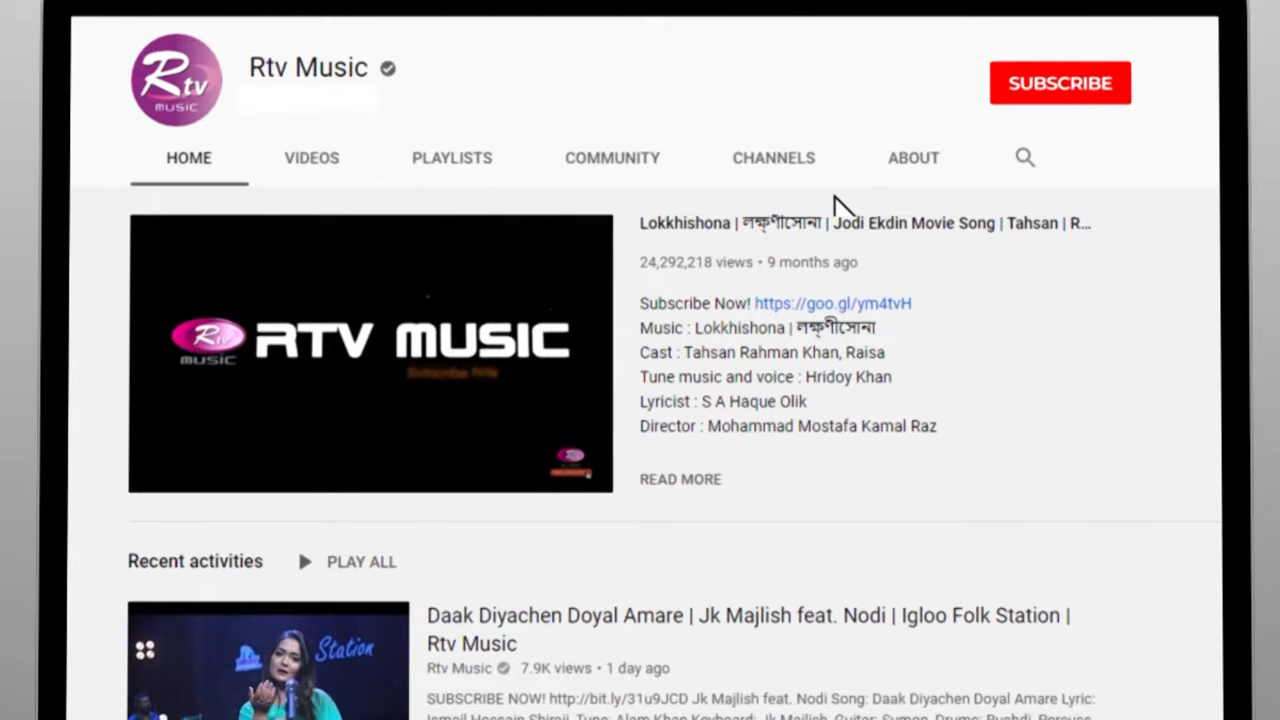 Rtv
MUSIC
Rtv Music
SUBSCRIBE
HOME
VIDEOS
PLAYLISTS
COMMUNITY
CHANNELS
ABOUT
RTV MUSIC
Rtv
MUSIC
Subscribe Now
Lokkhishona | লক্ষ্ণীসোনা | Jodi Ekdin Movie Song | Tahsan | R...
24,292,218 views • 9 months ago
Subscribe Now! https://goo.gl/ym4tvH
Music : Lokkhishona | লক্ষ্ণীসোনা
Cast : Tahsan Rahman Khan, Raisa
Tune music and voice : Hridoy Khan
Lyricist : S A Haque Olik
Director : Mohammad Mostafa Kamal Raz
READ MORE
Recent activities
PLAY ALL
Station
Daak Diyachen Doyal Amare | Jk Majlish feat. Nodi | Igloo Folk Station |
Rtv Music
Rtv Music 7.9K views • 1 day ago
SUBSCRIBE NOW! http://bit.ly/31u9JCD Jk Majlish feat. Nodi Song: Daak Diyachen Doyal Amare Lyric: